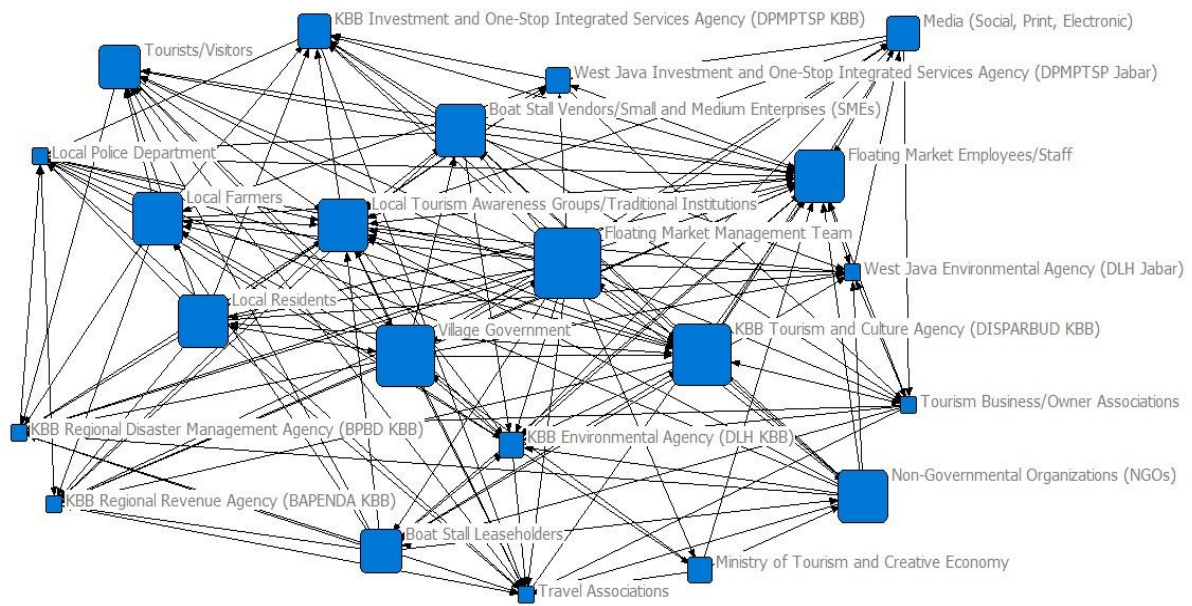 KBB Investment and One-Stop Integrated Services Agency (DPMPTSP KBB)
Media (Social, Print, Electronic)
Tourists/Visitors
West Java Investment and One-Stop Integrated Services Agency (DPMPTSP Jabar)
Boat Stall Vendors/Small and Medium Enterprises (SMEs)
Local Police Department
Floating Market Employees/Staff
Local Farmers
Local Tourism Awareness Groups/Traditional Institutions
Floating Market Management Team
West Java Environmental Agency (DLH Jabar)
Local Residents
Village Government
KBB Tourism and Culture Agency (DISPARBUD KBB)
Tourism Business/Owner Associations
KBB Regional Disaster Management Agency (BPBD KBB)
KBB Environmental Agency (DLH KBB)
Non-Governmental Organizations (NGOs)
KBB Regional Revenue Agency (BAPENDA KBB)
Boat Stall Leaseholders
Ministry of Tourism and Creative Economy
Travel Associations